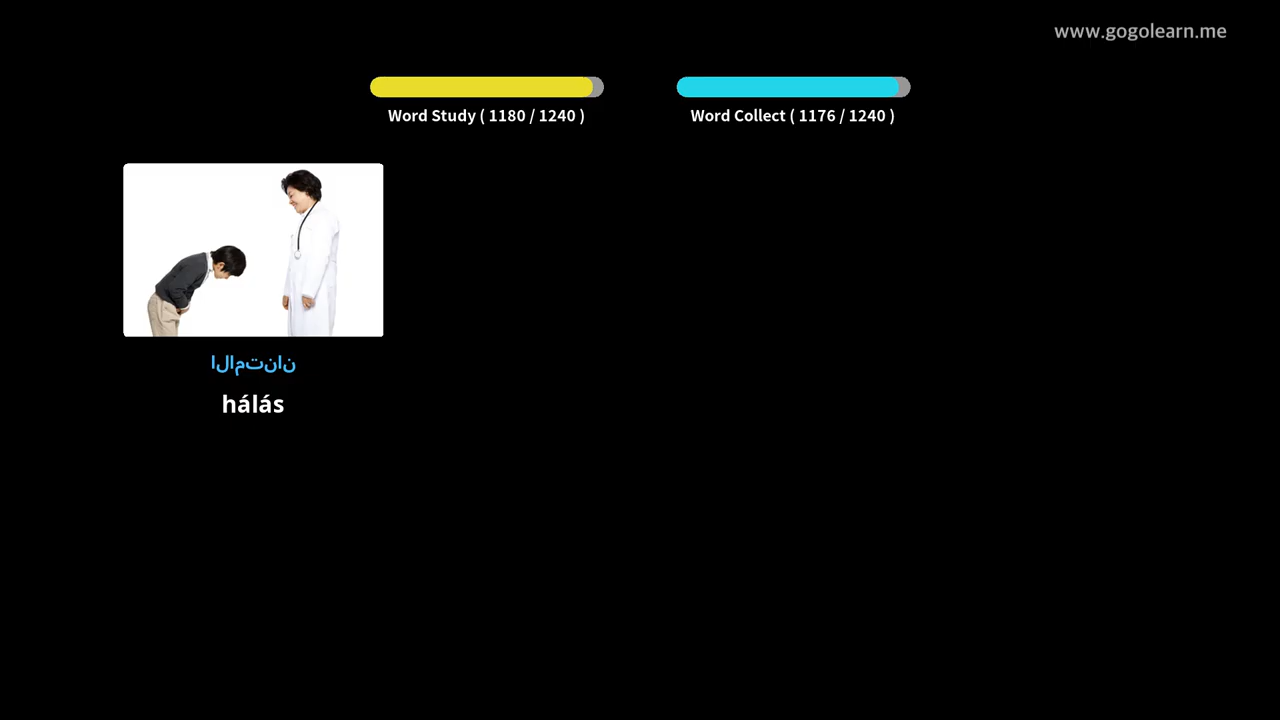 www.gogolearn.me
Word Study ( 1180 / 1240 )
Word Collect ( 1176 / 1240 )
الامتنان
hálás